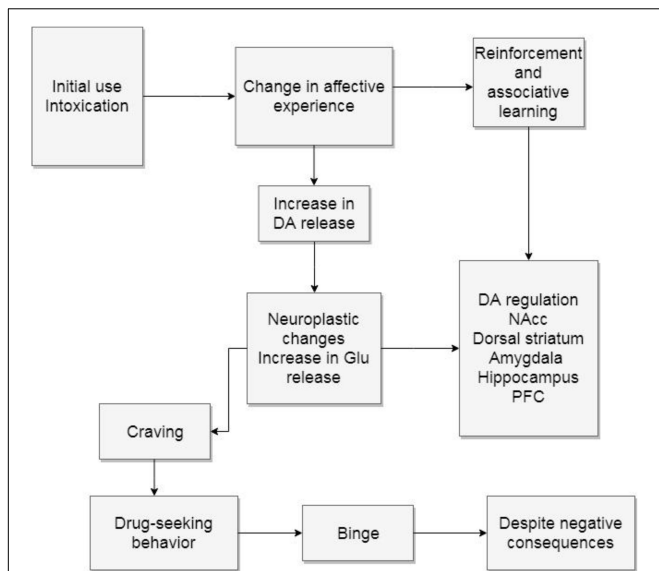 Initial use
Intoxication
Change in affective
experience
Reinforcement
and
associative
learning
Increase in
DA release
Neuroplastic
changes
Increase in Glu
release
DA regulation
NAcc
Dorsal striatum
Amygdala
Hippocampus
PFC
Craving
Drug-seeking
behavior
Binge
Despite negative
consequences